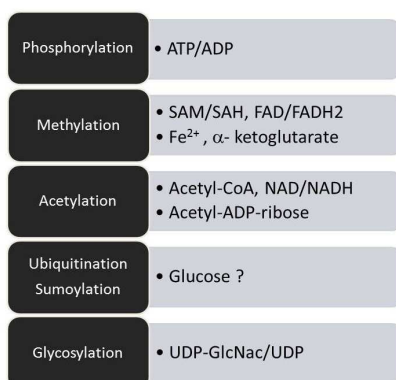 Phosphorylation
• ATP/ADP
Methylation
• SAM/SAH, FAD/FADH2
• Fe²⁺ , α- ketoglutarate
Acetylation
• Acetyl-CoA, NAD/NADH
• Acetyl-ADP-ribose
Ubiquitination
Sumoylation
• Glucose ?
Glycosylation
• UDP-GlcNac/UDP